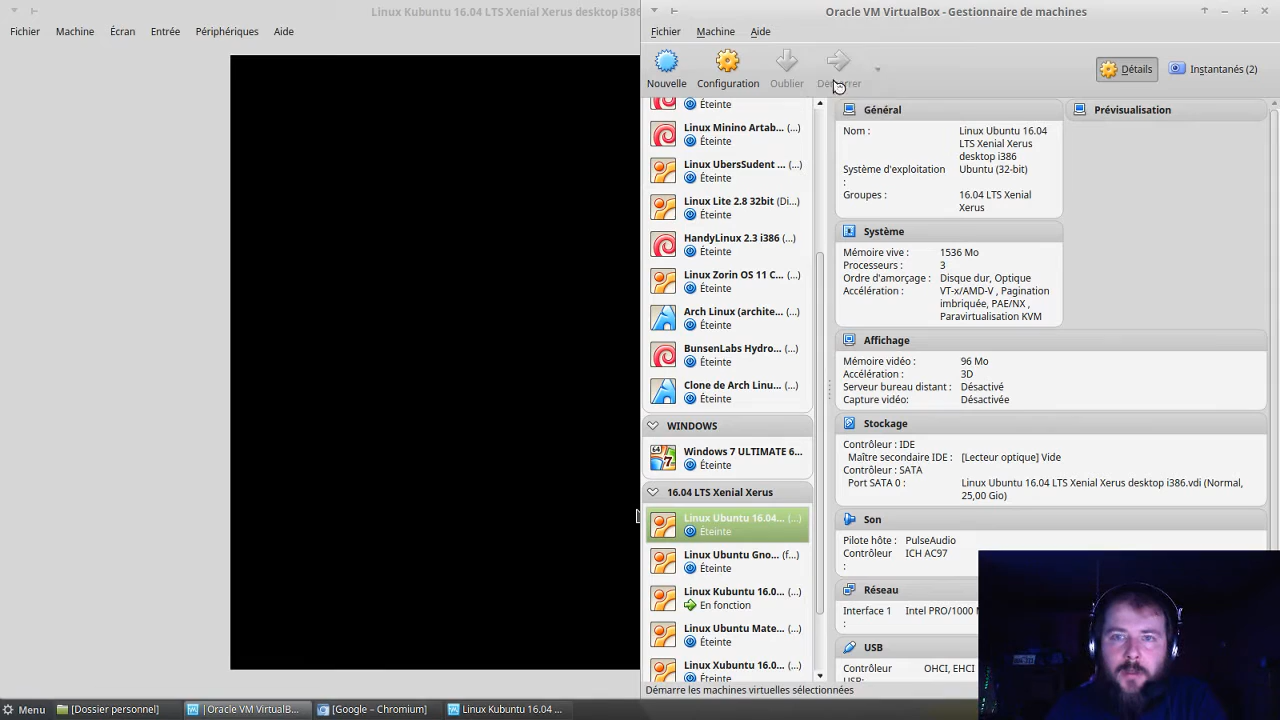 Linux Kubuntu 16.04 LTS Xenial Xerus desktop i386
Fichier Machine Écran Entrée Périphériques Aide
Oracle VM VirtualBox - Gestionnaire de machines
Fichier Machine Aide
Nouvelle Configuration Oublier Démarrer
Détails Instantanés (2)
Éteinte
Linux Minino Artab... (...)
Éteinte
Linux UbersSudent ... (...)
Éteinte
Linux Lite 2.8 32bit (Di...)
Éteinte
HandyLinux 2.3 i386 (...)
Éteinte
Linux Zorin OS 11 C... (...)
Éteinte
Arch Linux (archite... (...)
Éteinte
BunsenLabs Hydro... (...)
Éteinte
Clone de Arch Linu... (...)
Éteinte
WINDOWS
Windows 7 ULTIMATE 6...
Éteinte
16.04 LTS Xenial Xerus
Linux Ubuntu 16.04... (...)
Éteinte
Linux Ubuntu Gno... (f...)
Éteinte
Linux Kubuntu 16.0... (...)
En fonction
Linux Ubuntu Mate... (...)
Éteinte
Linux Xubuntu 16.0... (...)
Éteinte
Général
Nom : Linux Ubuntu 16.04
LTS Xenial Xerus
desktop i386
Système d'exploitation Ubuntu (32-bit)
:
Groupes : 16.04 LTS Xenial
Xerus
Prévisualisation
Système
Mémoire vive : 1536 Mo
Processeurs : 3
Ordre d'amorçage : Disque dur, Optique
Accélération : VT-x/AMD-V , Pagination
imbriquée, PAE/NX ,
Paravirtualisation KVM
Affichage
Mémoire vidéo : 96 Mo
Accélération : 3D
Serveur bureau distant : Désactivé
Capture vidéo : Désactivée
Stockage
Contrôleur : IDE
Maître secondaire IDE : [Lecteur optique] Vide
Contrôleur : SATA
Port SATA 0 : Linux Ubuntu 16.04 LTS Xenial Xerus desktop i386.vdi (Normal,
25,00 Gio)
Son
Pilote hôte : PulseAudio
Contrôleur ICH AC97
:
Réseau
Interface 1 Intel PRO/1000
:
USB
Contrôleur OHCI, EHCI
USB:
Démarre les machines virtuelles sélectionnées
Menu [Dossier personnel] Oracle VM VirtualB... [Google – Chromium] Linux Kubuntu 16.04 ...